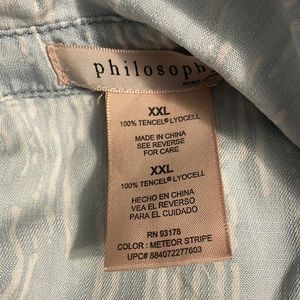 philosoph
XXL
100% TENCEL® LYOCELL
MADE IN CHINA
SEE REVERSE
FOR CARE
XXL
100% TENCEL® LYOCELL
HECHO EN CHINA
VEA EL REVERSO
PARA EL CUIDADO
RN 93178
COLOR: METEOR STRIPE
UPC# 884072277603